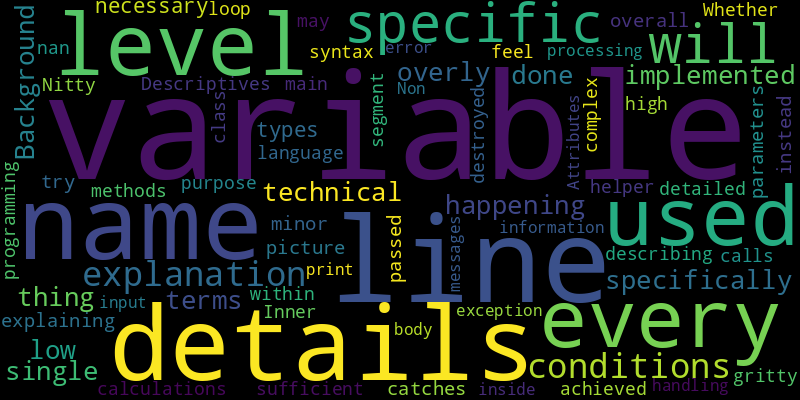 necessary loop may specific overall Whether
Background nan level syntax error feel processing will
Nitty Descriptives main overly Non done implemented
variable
class types language segment destroyed Attributes complex high parameters instead
programming try methods purpose technical helper detailed
name minor picture line happening messages information used
explanation print passed describing calls specifically
thing input terms within Inner
explaining details body exception every
low single conditions gritty
calculations sufficient catches inside achieved handling